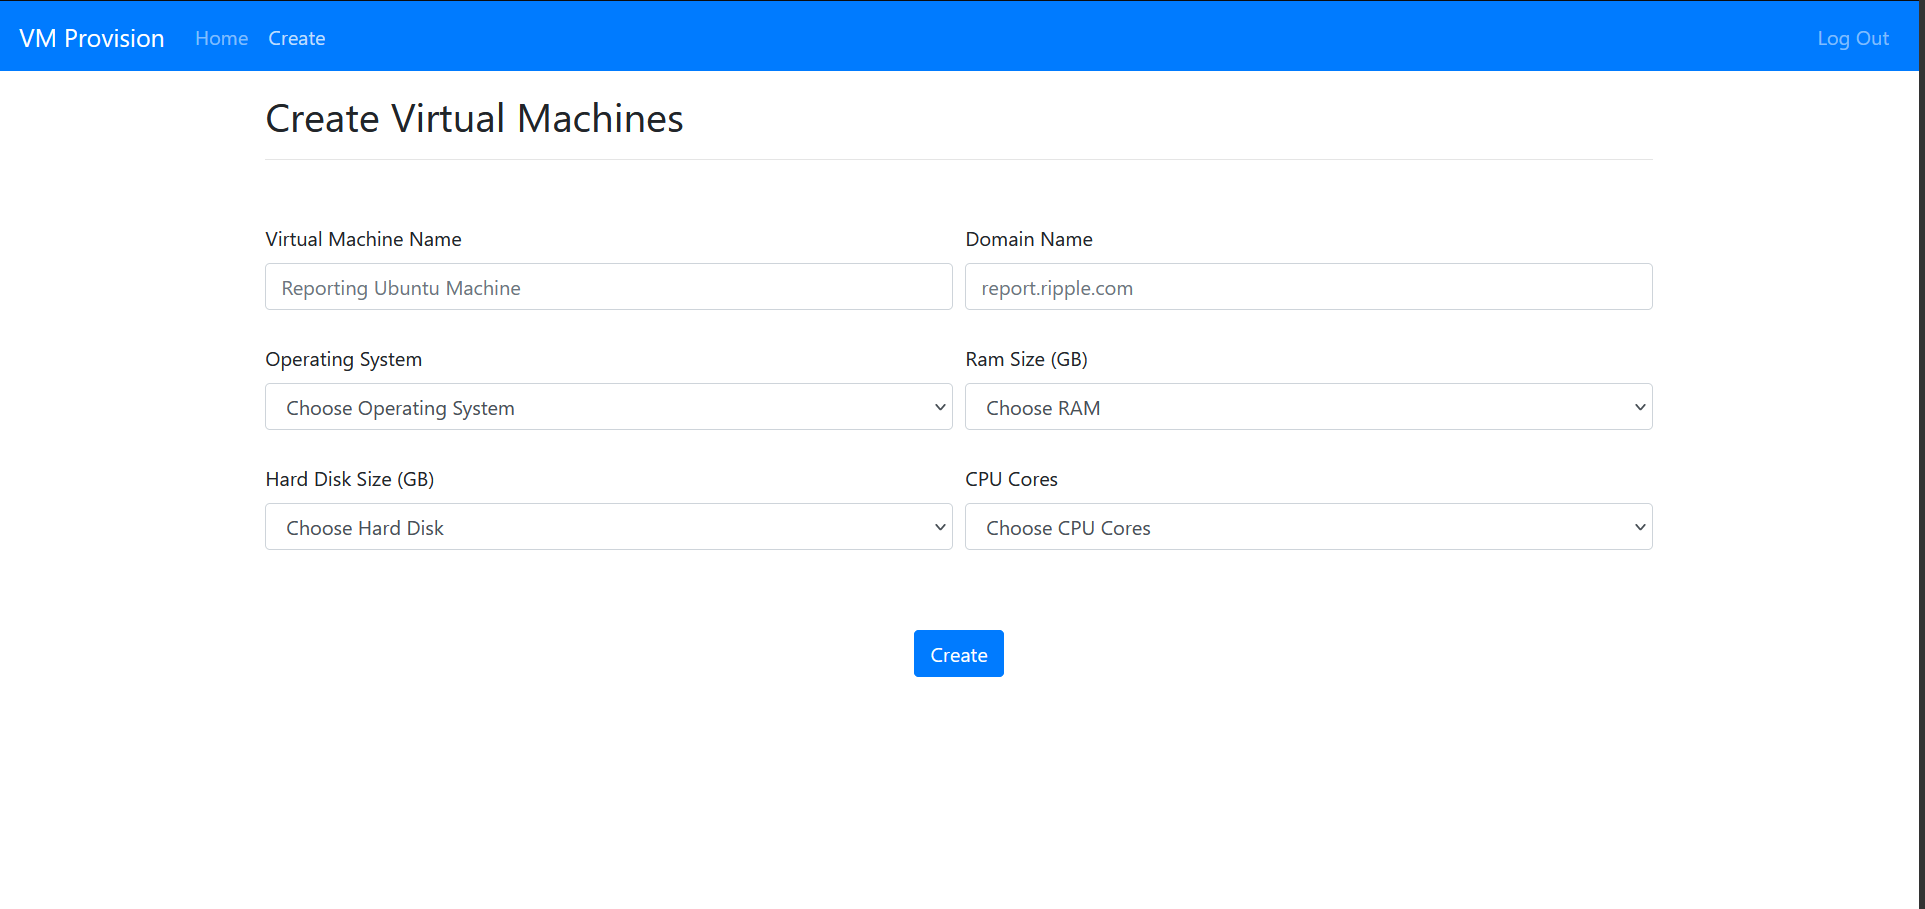 VM Provision Home Create Log Out
Create Virtual Machines
Virtual Machine Name Domain Name
Reporting Ubuntu Machine report.ripple.com
Operating System Ram Size (GB)
Choose Operating System Choose RAM
Hard Disk Size (GB) CPU Cores
Choose Hard Disk Choose CPU Cores
Create